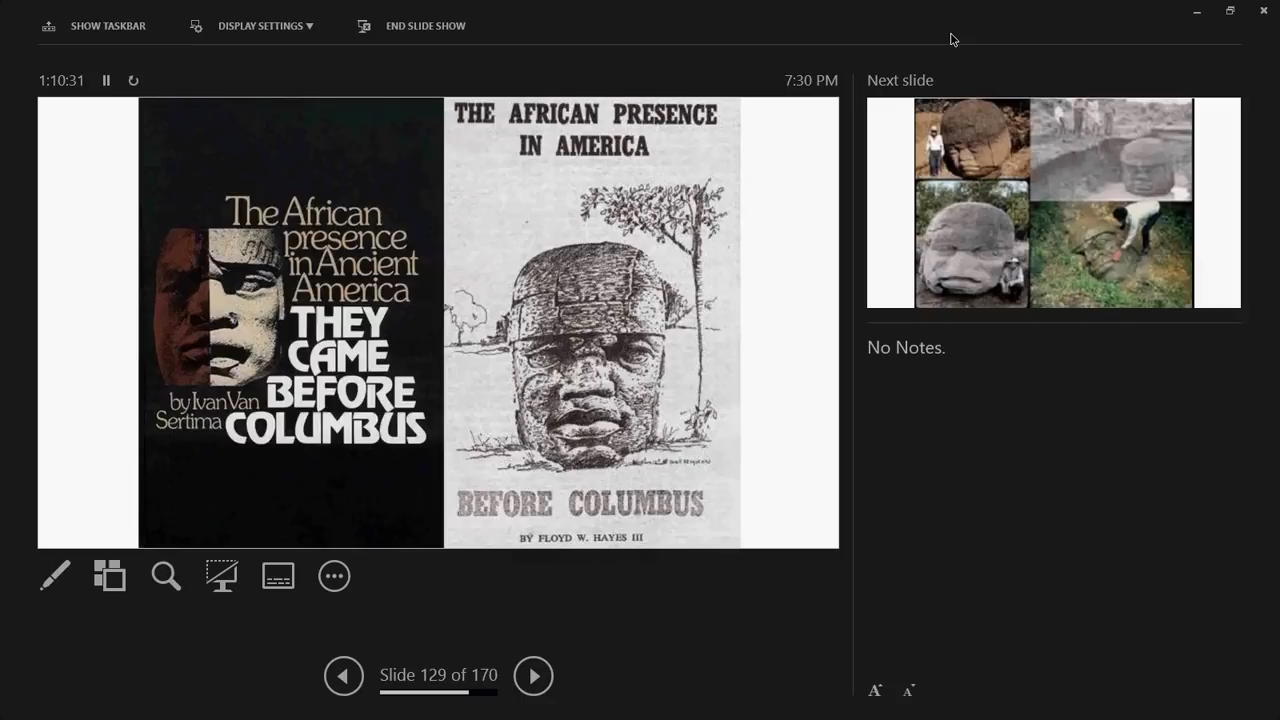 SHOW TASKBAR
DISPLAY SETTINGS ▼
END SLIDE SHOW
1:10:31
7:30 PM
Next slide
The African
presence
in Ancient
America
THEY
CAME
BEFORE
COLUMBUS
by Ivan Van
Sertima
THE AFRICAN PRESENCE
IN AMERICA
BEFORE COLUMBUS
BY FLOYD W. HAYES III
No Notes.
Slide 129 of 170
A
A